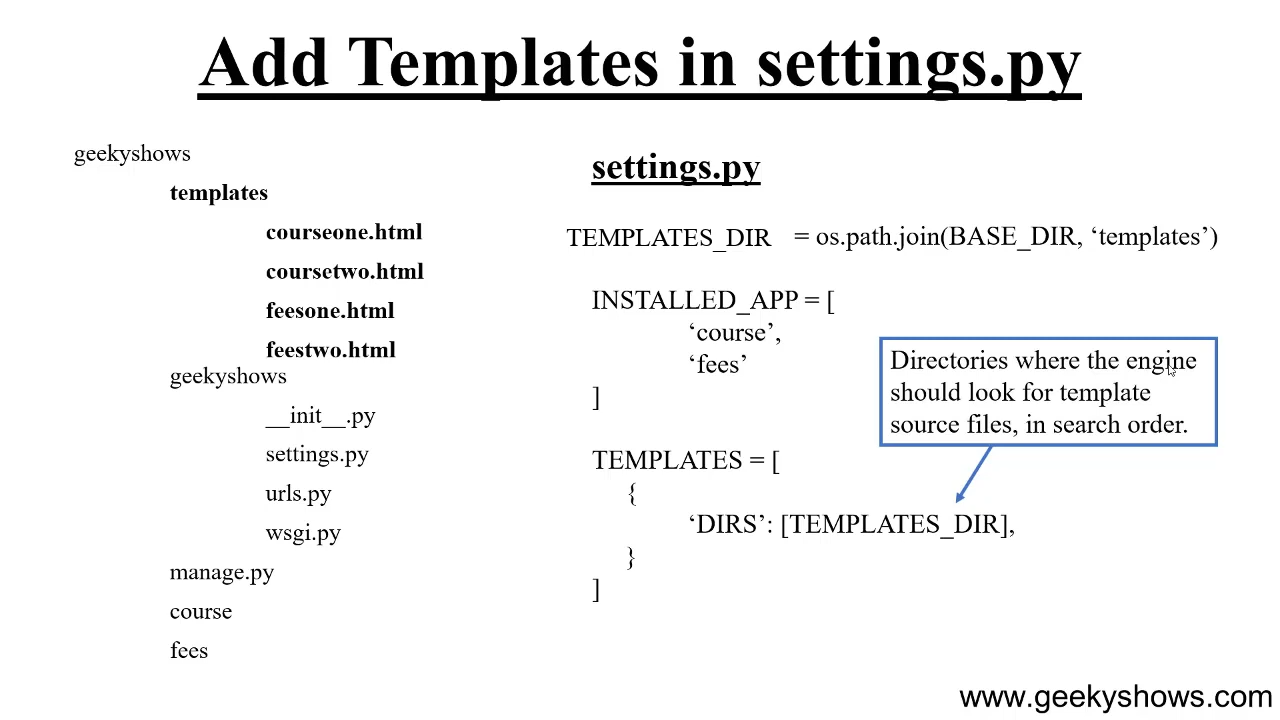 Add Templates in settings.py
geekyshows
templates
courseone.html
coursetwo.html
feesone.html
feestwo.html
geekyshows
__init__.py
settings.py
urls.py
wsgi.py
manage.py
course
fees
settings.py
TEMPLATES_DIR = os.path.join(BASE_DIR, ‘templates’)
INSTALLED_APP = [
‘course’,
‘fees’
]
TEMPLATES = [
{
‘DIRS’: [TEMPLATES_DIR],
}
]
Directories where the engine
should look for template
source files, in search order.
www.geekyshows.com